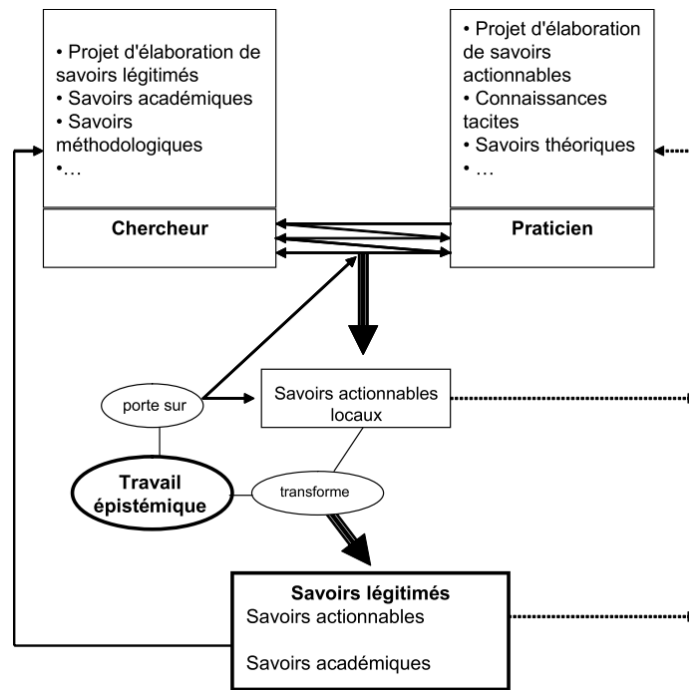 • Projet d'élaboration de
savoirs légitimés
• Savoirs académiques
• Savoirs
méthodologiques
•…
Chercheur
• Projet d'élaboration
de savoirs
actionnables
• Connaissances
tacites
• Savoirs théoriques
• …
Praticien
Savoirs actionnables
locaux
porte sur
Travail
épistémique
transforme
Savoirs légitimés
Savoirs actionnables
Savoirs académiques